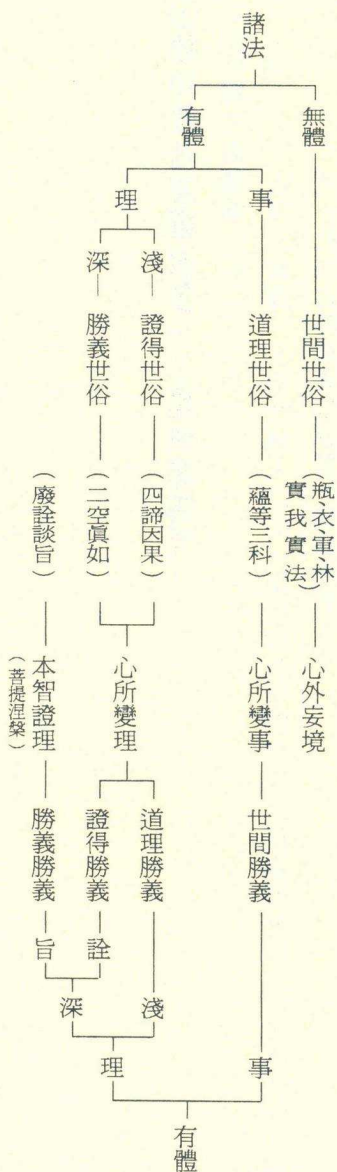 諸法
無體
世間世俗
（瓶、衣、軍、林
實我實法）
心外妄境
有體
事
道理世俗
（蘊等三科）
心所變事
世間勝義
事
理
淺
證得世俗
（四諦因果）
深
勝義世俗
（二空眞如）
心所變理
道理勝義
淺
證得勝義
詮
（廢詮談旨）
本智證理
（菩提涅槃）
勝義勝義
旨
深
理
有體